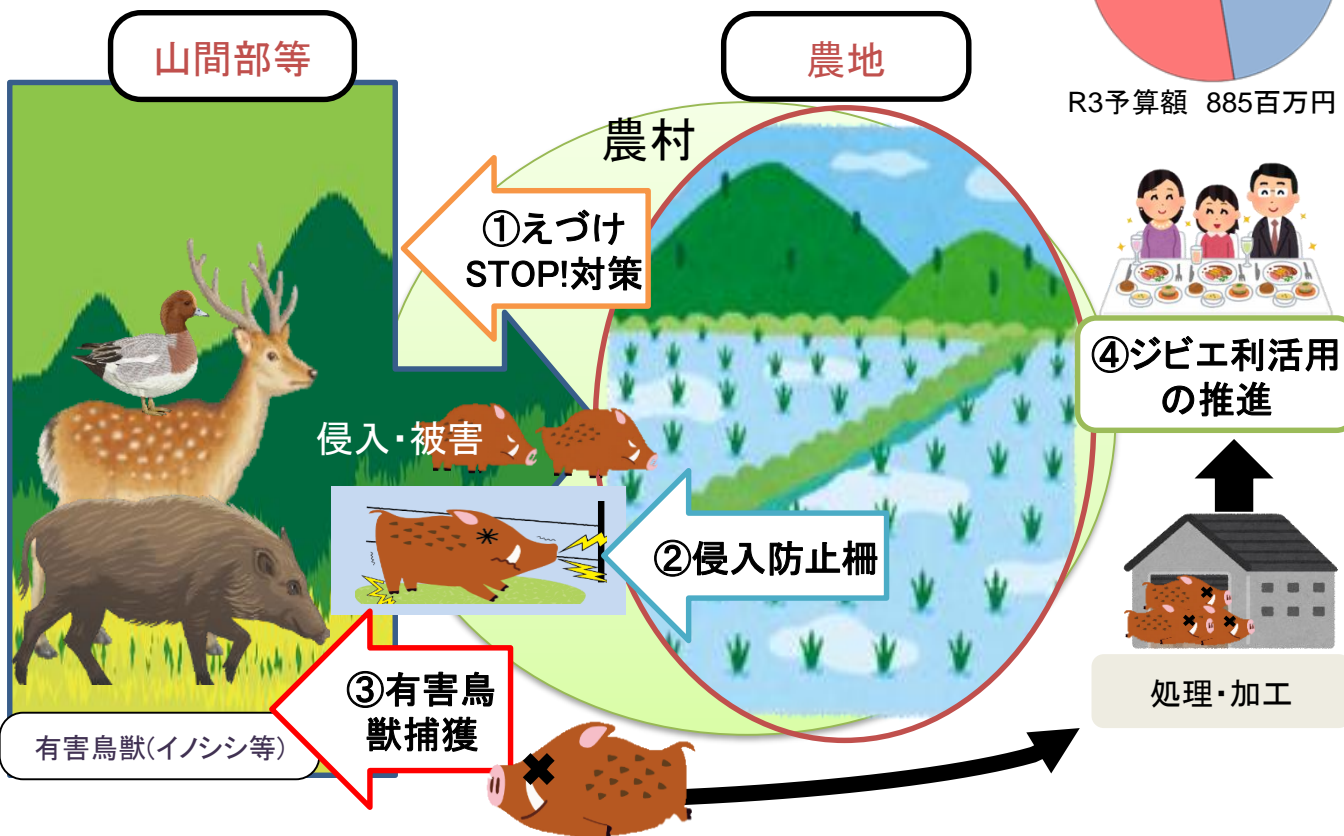 山間部等
農地
R3予算額 885百万円
農村
①えづけ
STOP!対策
④ジビエ利活用
の推進
侵入・被害
②侵入防止柵
③有害鳥
獣捕獲
処理・加工
有害鳥獣(イノシシ等)